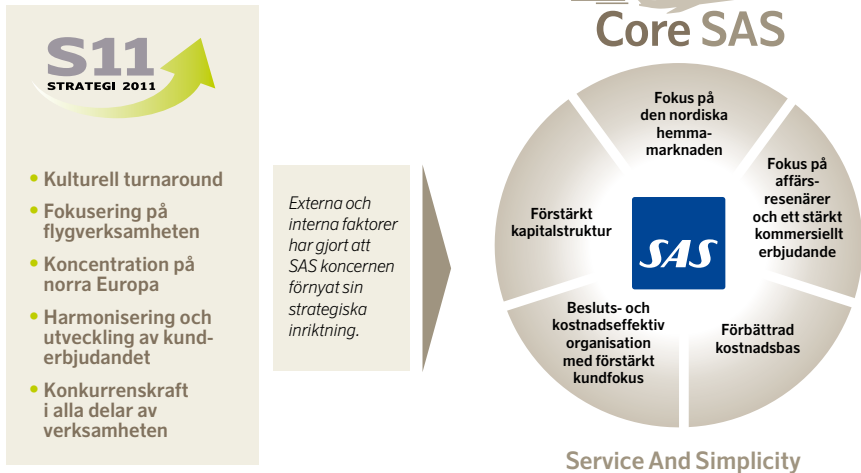 S11
STRATEGI 2011
• Kulturell turnaround
• Fokusering på
flygverksamheten
• Koncentration på
norra Europa
• Harmonisering och
utveckling av kund-
erbjudandet
• Konkurrenskraft
i alla delar av
verksamheten
Externa och
interna faktorer
har gjort att
SAS koncernen
förnyat sin
strategiska
inriktning.
Core SAS
Fokus på
den nordiska
hemma-
marknaden
Fokus på
affärs-
resenärer
och ett stärkt
kommersiellt
erbjudande
Förbättrad
kostnadsbas
Besluts- och
kostnadseffektiv
organisation
med förstärkt
kundfokus
Förstärkt
kapitalstruktur
SAS
Service And Simplicity